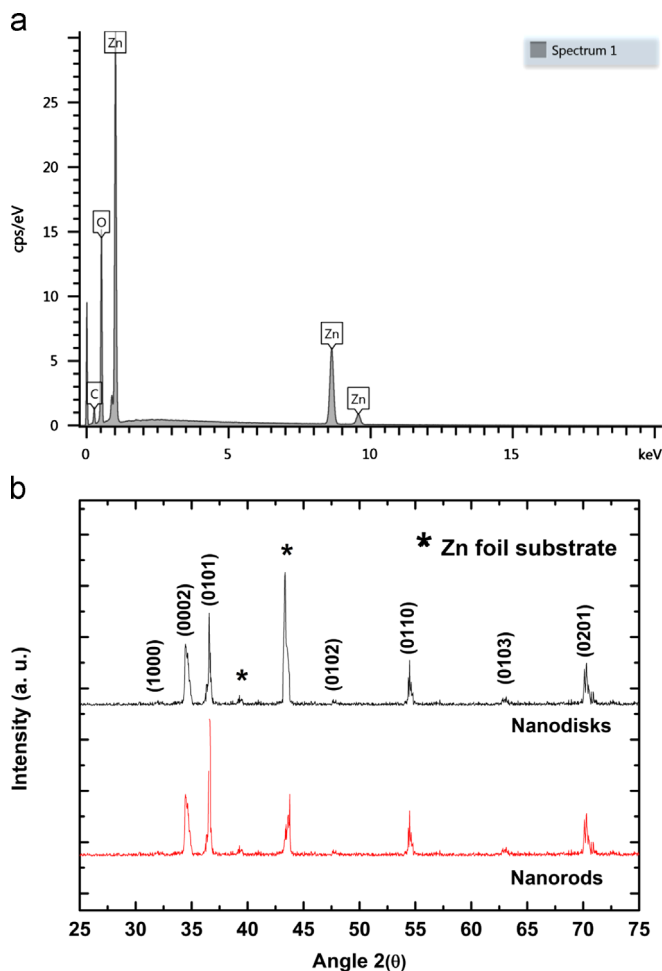 a
Zn
Spectrum 1
25
20
O
cps/eV
15
10
Zn
5
C
Zn
0
0
5
10
15
keV
b
* Zn foil substrate
*
(1000)
(0002)
(0101)
*
(0102)
(0110)
(0103)
(0201)
Nanodisks
Intensity (a. u.)
Nanorods
25 30 35 40 45 50 55 60 65 70 75
Angle 2(θ)